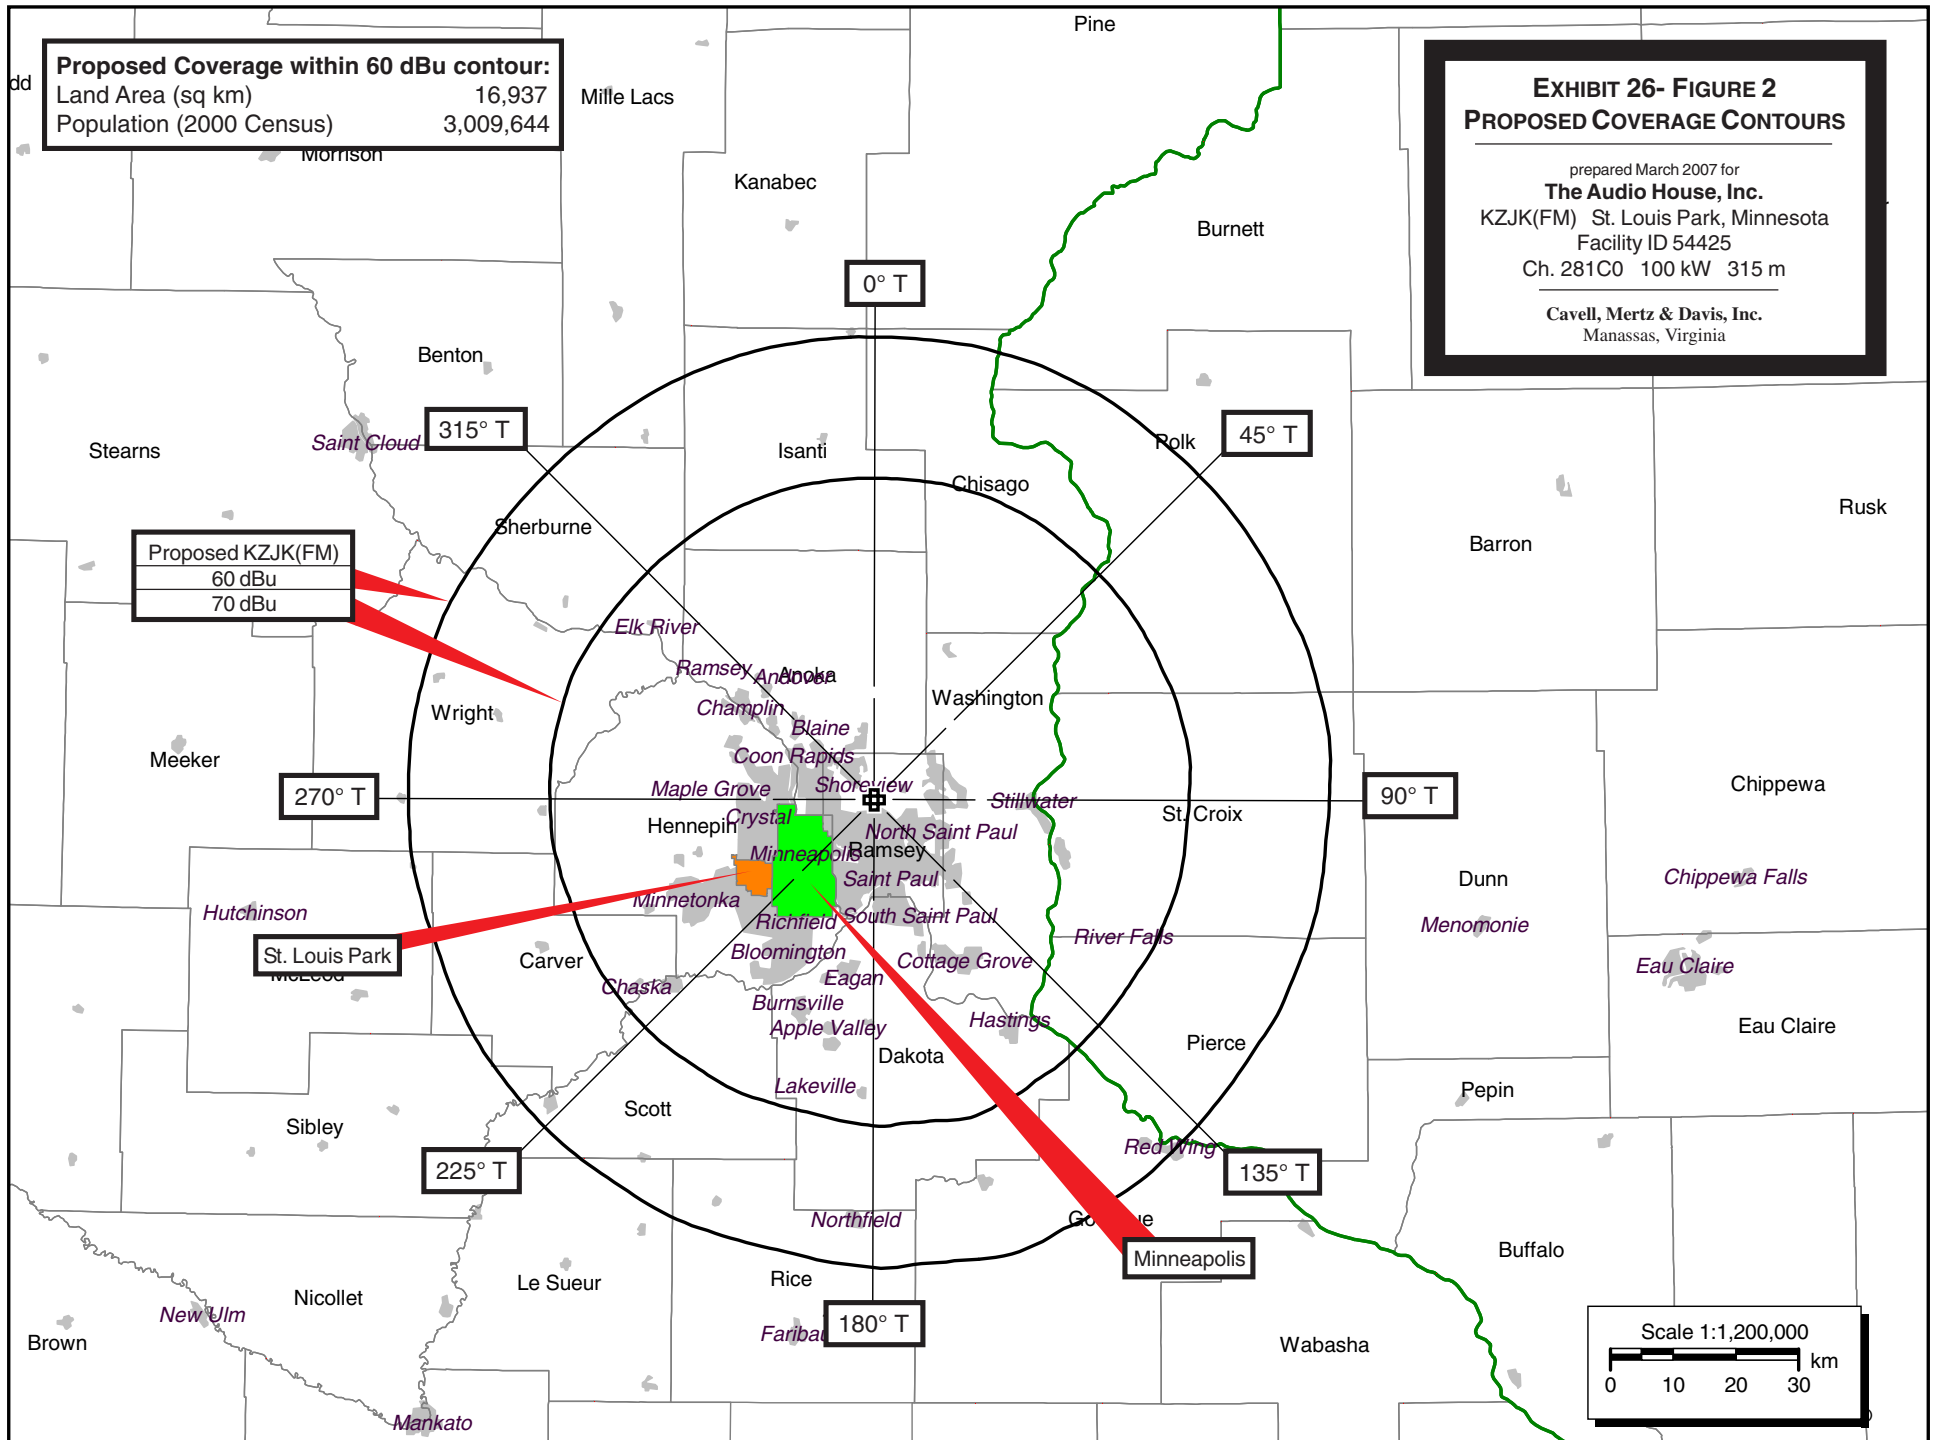 Proposed Coverage within 60 dBu contour:
Land Area (sq km) 16,937
Population (2000 Census) 3,009,644
EXHIBIT 26- FIGURE 2
PROPOSED COVERAGE CONTOURS
prepared March 2007 for
The Audio House, Inc.
KZJK(FM) St. Louis Park, Minnesota
Facility ID 54425
Ch. 281C0 100 kW 315 m
Cavell, Mertz & Davis, Inc.
Manassas, Virginia
Pine
dd
Mille Lacs
Morrison
Kanabec
Burnett
0° T
Benton
315° T
45° T
Saint Cloud
Stearns
Isanti
Polk
Chisago
Rusk
Sherburne
Barron
Proposed KZJK(FM)
60 dBu
70 dBu
Elk River
Ramsey
Andover
Anoka
Washington
Champlin
Wright
Blaine
Meeker
Coon Rapids
Maple Grove
Shoreview
Chippewa
270° T
90° T
Stillwater
St. Croix
Crystal
Hennepin
North Saint Paul
Minneapolis
Ramsey
Saint Paul
Dunn
Chippewa Falls
Minnetonka
Hutchinson
Richfield
South Saint Paul
Menomonie
River Falls
St. Louis Park
Bloomington
Carver
Cottage Grove
Eau Claire
McLeod
Eagan
Chaska
Burnsville
Apple Valley
Hastings
Eau Claire
Dakota
Pierce
Lakeville
Pepin
Scott
Sibley
Red Wing
225° T
135° T
Northfield
Minneapolis
Buffalo
Rice
Le Sueur
Nicollet
New Ulm
180° T
Brown
Wabasha
Mankato
Scale 1:1,200,000
km
0 10 20 30